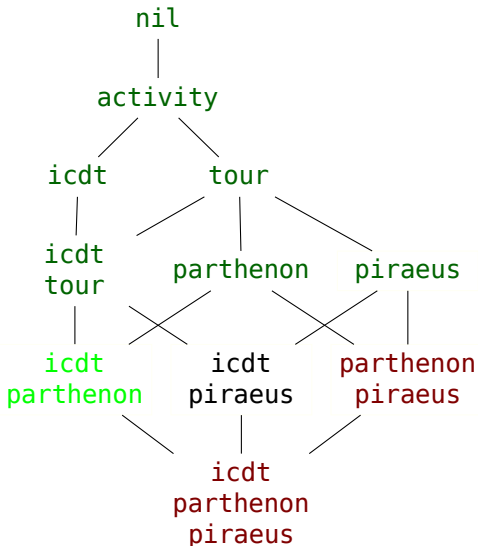 nil
activity
icdt
tour
icdt
tour
parthenon
piraeus
icdt
parthenon
icdt
piraeus
parthenon
piraeus
icdt
parthenon
piraeus